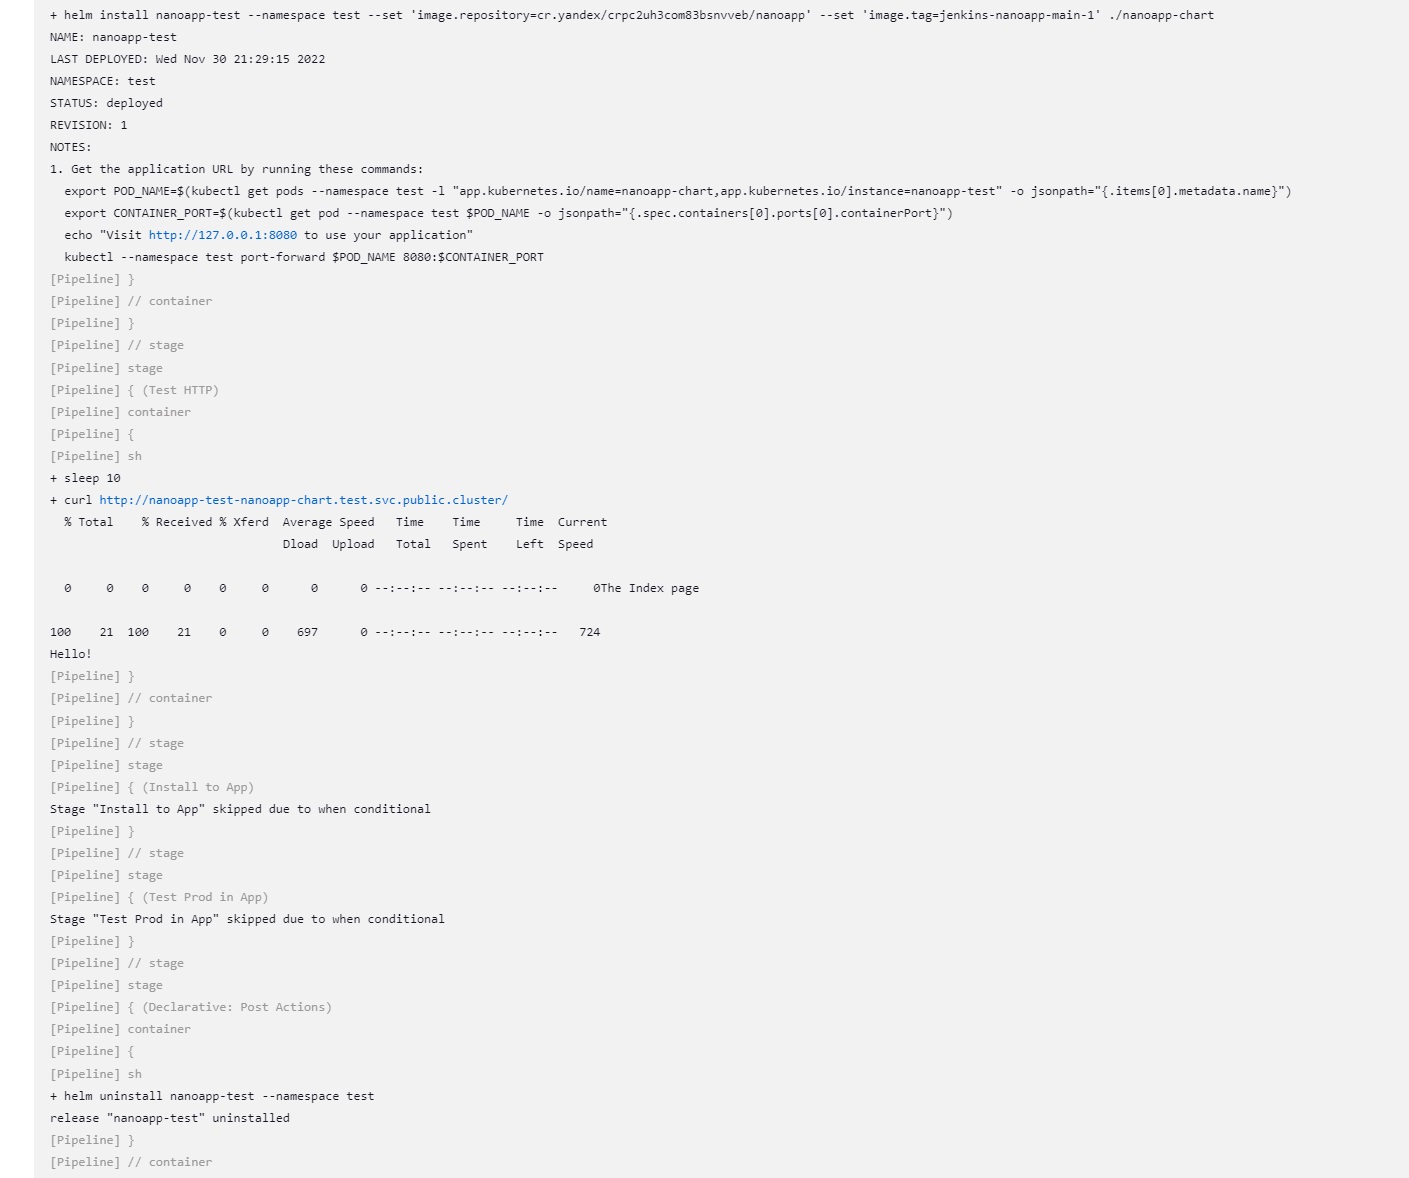 + helm install nanoapp-test --namespace test --set 'image.repository=cr.yandex/crpc2uh3com83bsnvveb/nanoapp' --set 'image.tag=jenkins-nanoapp-main-1' ./nanoapp-chart
NAME: nanoapp-test
LAST DEPLOYED: Wed Nov 30 21:29:15 2022
NAMESPACE: test
STATUS: deployed
REVISION: 1
NOTES:
1. Get the application URL by running these commands:
  export POD_NAME=$(kubectl get pods --namespace test -l "app.kubernetes.io/name=nanoapp-chart,app.kubernetes.io/instance=nanoapp-test" -o jsonpath="{.items[0].metadata.name}")
  export CONTAINER_PORT=$(kubectl get pod --namespace test $POD_NAME -o jsonpath="{.spec.containers[0].ports[0].containerPort}")
  echo "Visit http://127.0.0.1:8080 to use your application"
  kubectl --namespace test port-forward $POD_NAME 8080:$CONTAINER_PORT
[Pipeline] }
[Pipeline] // container
[Pipeline] }
[Pipeline] // stage
[Pipeline] stage
[Pipeline] { (Test HTTP)
[Pipeline] container
[Pipeline] {
[Pipeline] sh
+ sleep 10
+ curl http://nanoapp-test-nanoapp-chart.test.svc.public.cluster/
  % Total    % Received % Xferd  Average Speed   Time    Time     Time  Current
                                 Dload  Upload   Total   Spent    Left  Speed
  0     0    0     0    0     0      0      0 --:--:-- --:--:-- --:--:--     0The Index page
100    21  100    21    0     0    697      0 --:--:-- --:--:-- --:--:--   724
Hello!
[Pipeline] }
[Pipeline] // container
[Pipeline] }
[Pipeline] // stage
[Pipeline] stage
[Pipeline] { (Install to App)
Stage "Install to App" skipped due to when conditional
[Pipeline] }
[Pipeline] // stage
[Pipeline] stage
[Pipeline] { (Test Prod in App)
Stage "Test Prod in App" skipped due to when conditional
[Pipeline] }
[Pipeline] // stage
[Pipeline] stage
[Pipeline] { (Declarative: Post Actions)
[Pipeline] container
[Pipeline] {
[Pipeline] sh
+ helm uninstall nanoapp-test --namespace test
release "nanoapp-test" uninstalled
[Pipeline] }
[Pipeline] // container